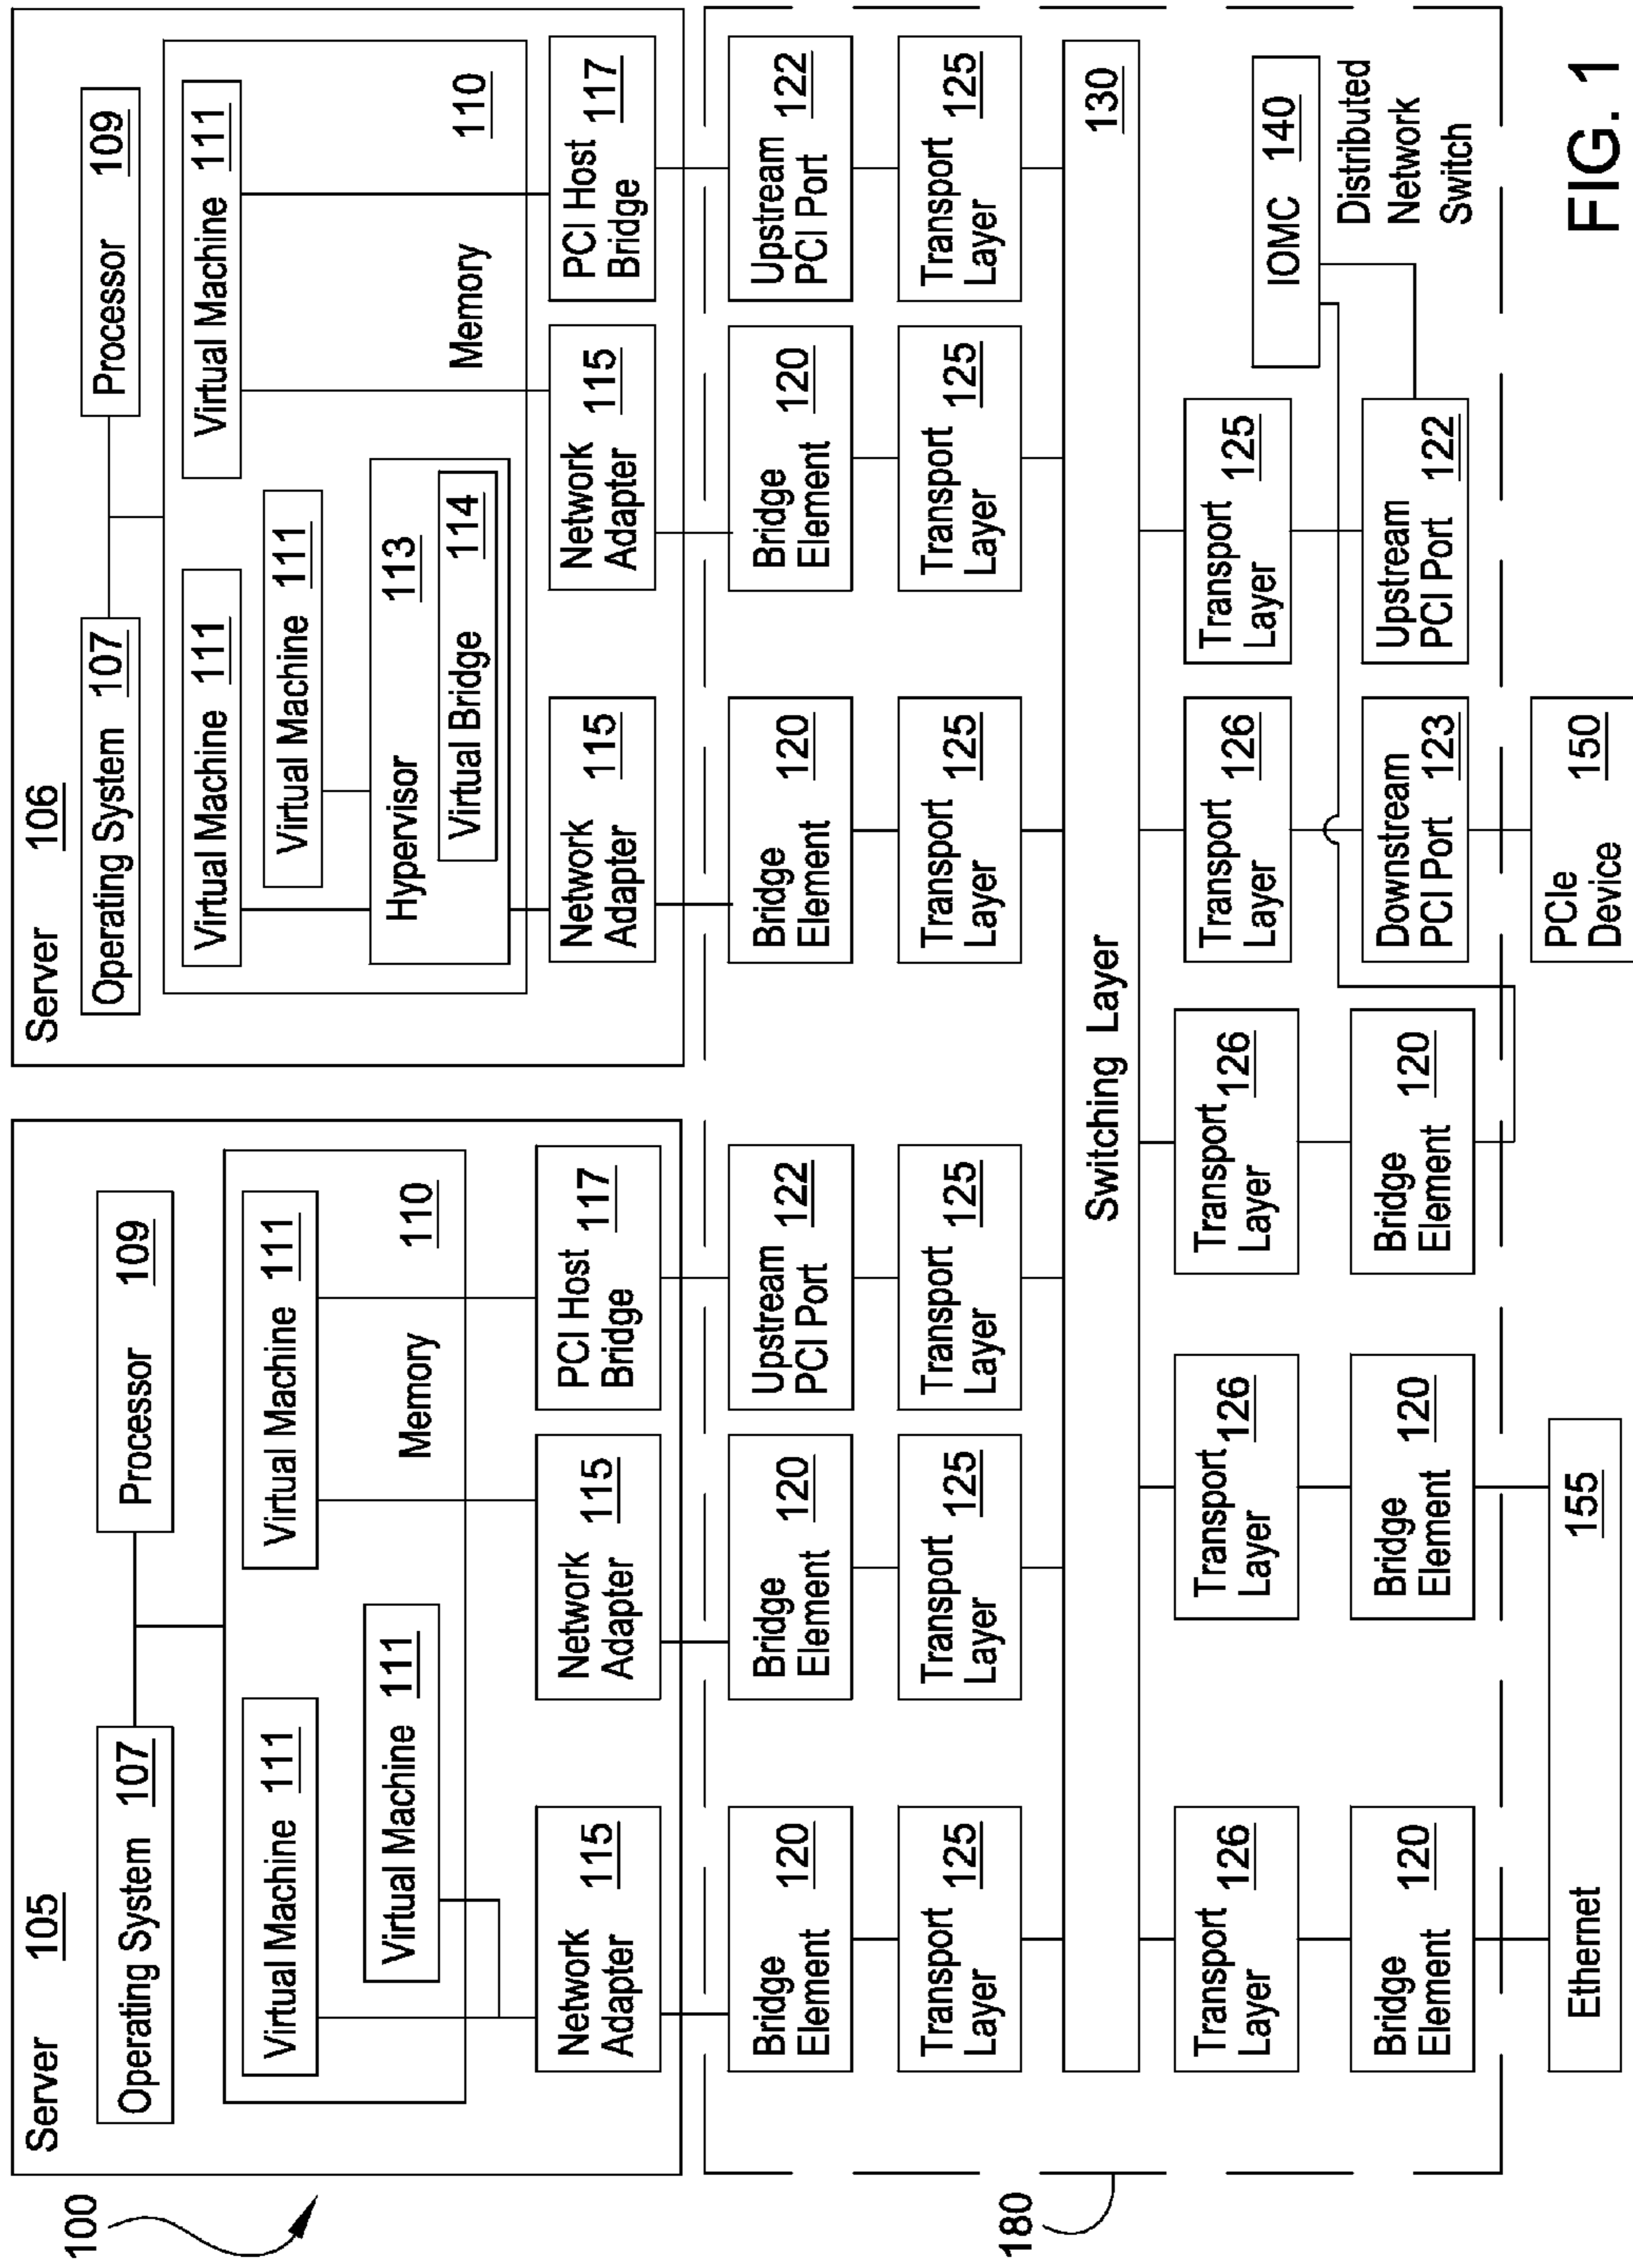 100
Server 105
Operating System 107
Processor 109
Virtual Machine 111
Virtual Machine 111
Virtual Machine 111
Memory 110
Network
Adapter 115
Network
Adapter 115
PCI Host
Bridge 117
Server 106
Operating System 107
Processor 109
Virtual Machine 111
Virtual Machine 111
Virtual Machine 111
Hypervisor 113
Virtual Bridge 114
Memory 110
Network
Adapter 115
Network
Adapter 115
PCI Host
Bridge 117
180
Bridge
Element 120
Bridge
Element 120
Upstream
PCI Port 122
Bridge
Element 120
Bridge
Element 120
Upstream
PCI Port 122
Transport
Layer 125
Transport
Layer 125
Transport
Layer 125
Transport
Layer 125
Transport
Layer 125
Transport
Layer 125
Switching Layer 130
Transport
Layer 126
Transport
Layer 126
Transport
Layer 126
Transport
Layer 126
Transport
Layer 125
IOMC 140
Bridge
Element 120
Bridge
Element 120
Bridge
Element 120
Downstream
PCI Port 123
Upstream
PCI Port 122
Distributed
Network
Switch
Ethernet 155
PCIe
Device 150
FIG. 1